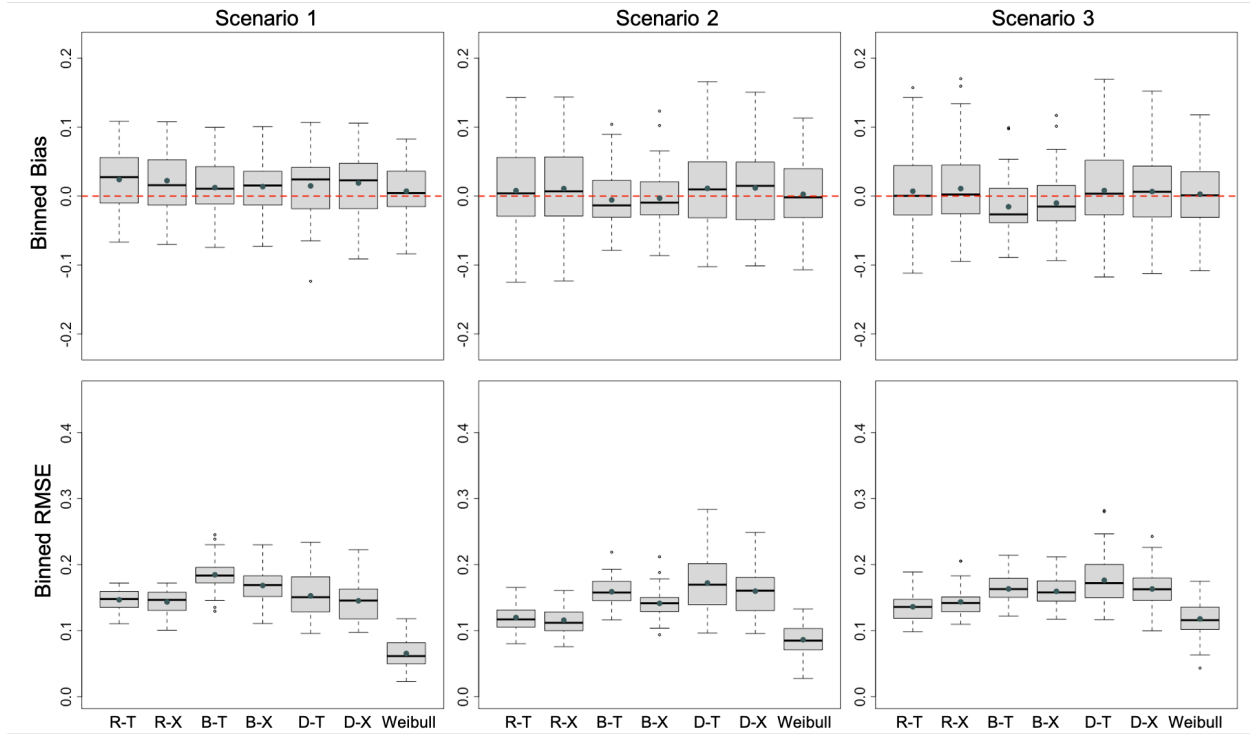 Scenario 1 Scenario 2 Scenario 3
Binned Bias
0.2 0.2 0.2
0.1 0.1 0.1
0.0 0.0 0.0
-0.1 -0.1 -0.1
-0.2 -0.2 -0.2
Binned RMSE
0.4 0.4 0.4
0.3 0.3 0.3
0.2 0.2 0.2
0.1 0.1 0.1
0.0 0.0 0.0
R-T R-X B-T B-X D-T D-X Weibull R-T R-X B-T B-X D-T D-X Weibull R-T R-X B-T B-X D-T D-X Weibull